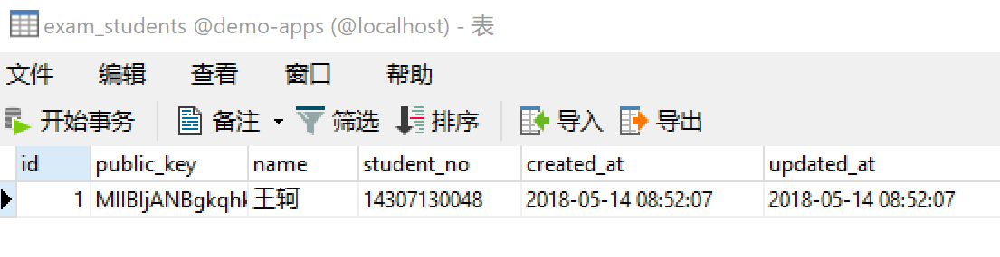 exam_students @demo-apps (@localhost) - 表
文件 编辑 查看 窗口 帮助
开始事务 备注 筛选 排序 导入 导出
id public_key name student_no created_at updated_at
1 MIIBIjANBgkqhk 王轲 14307130048 2018-05-14 08:52:07 2018-05-14 08:52:07